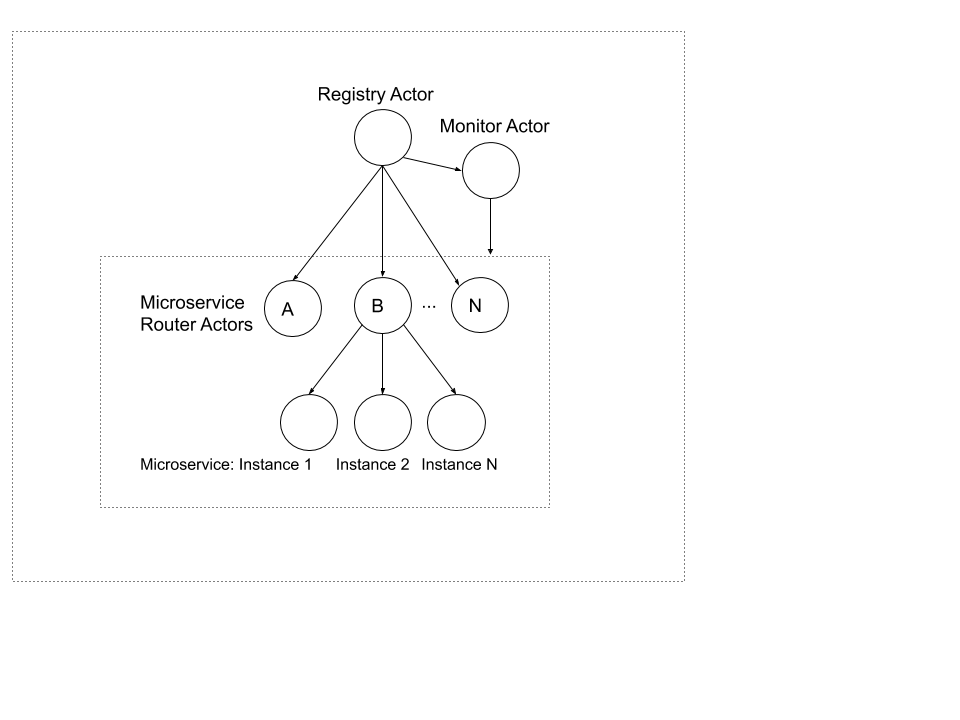 Registry Actor
Monitor Actor
Microservice
Router Actors
A
B
...
N
Microservice: Instance 1
Instance 2
Instance N